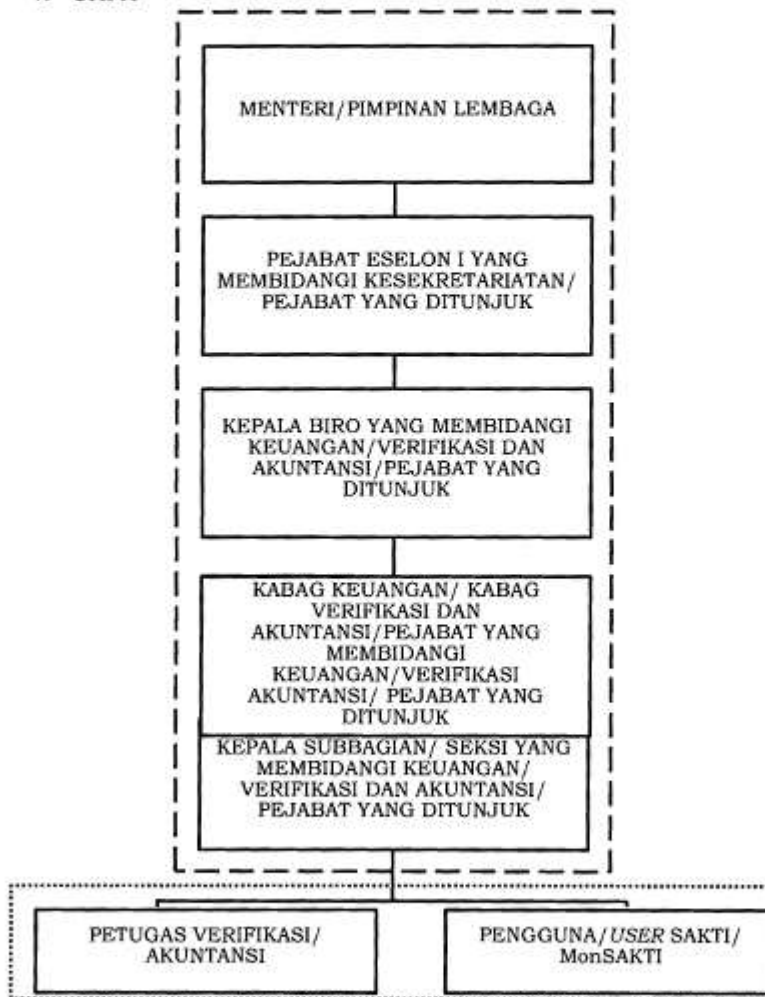 MENTERI/PIMPINAN LEMBAGA
PEJABAT ESELON I YANG
MEMBIDANGI KESEKRETARIATAN/
PEJABAT YANG DITUNJUK
KEPALA BIRO YANG MEMBIDANGI
KEUANGAN/VERIFIKASI DAN
AKUNTANSI/PEJABAT YANG
DITUNJUK
KABAG KEUANGAN/ KABAG
VERIFIKASI DAN
AKUNTANSI/PEJABAT YANG
MEMBIDANGI
KEUANGAN/VERIFIKASI
AKUNTANSI/ PEJABAT YANG
DITUNJUK
KEPALA SUBBAGIAN/ SEKSI YANG
MEMBIDANGI KEUANGAN/
VERIFIKASI DAN AKUNTANSI/
PEJABAT YANG DITUNJUK
PETUGAS VERIFIKASI/
AKUNTANSI
PENGGUNA/USER SAKTI/
MonSAKTI